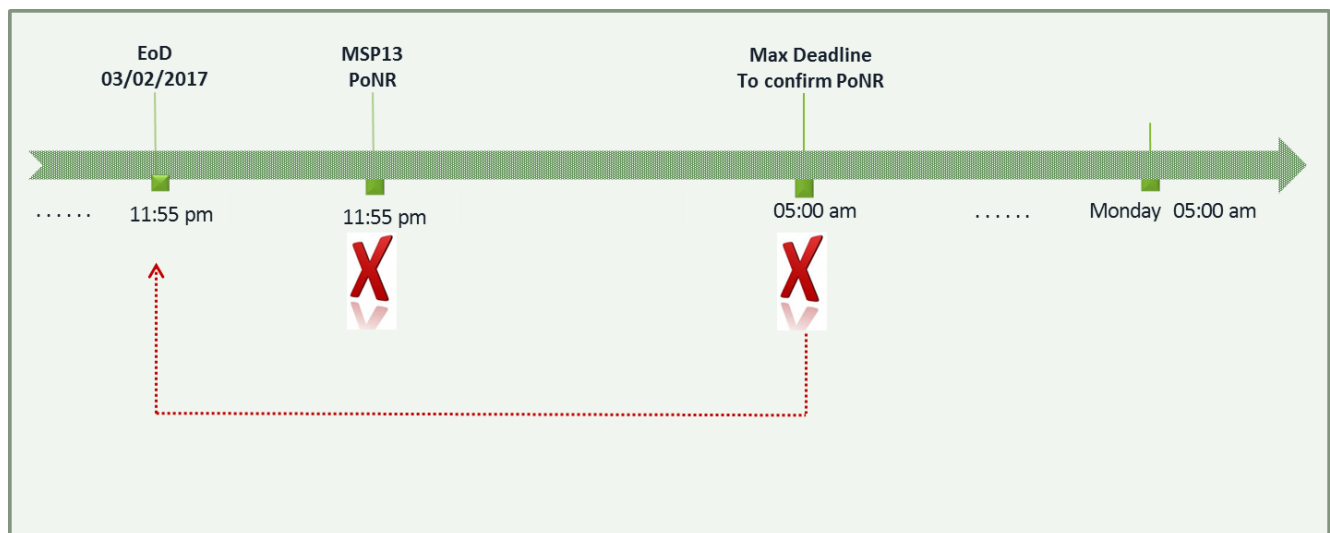 EoD
03/02/2017
MSP13
PoNR
Max Deadline
To confirm PoNR
. . . . . .
11:55 pm
11:55 pm
05:00 am
. . . . . .
Monday 05:00 am
X
X